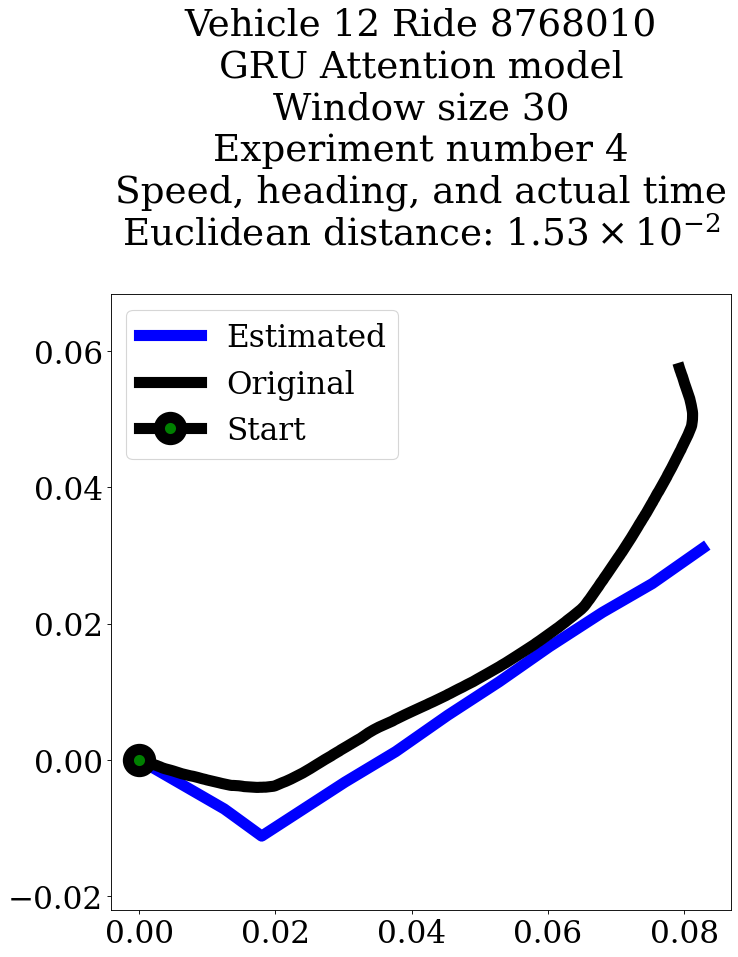 Vehicle 12 Ride 8768010
GRU Attention model
Window size 30
Experiment number 4
Speed, heading, and actual time
Euclidean distance: 1.53 × 10⁻²
Estimated
Original
Start
0.06
0.04
0.02
0.00
−0.02
0.00 0.02 0.04 0.06 0.08